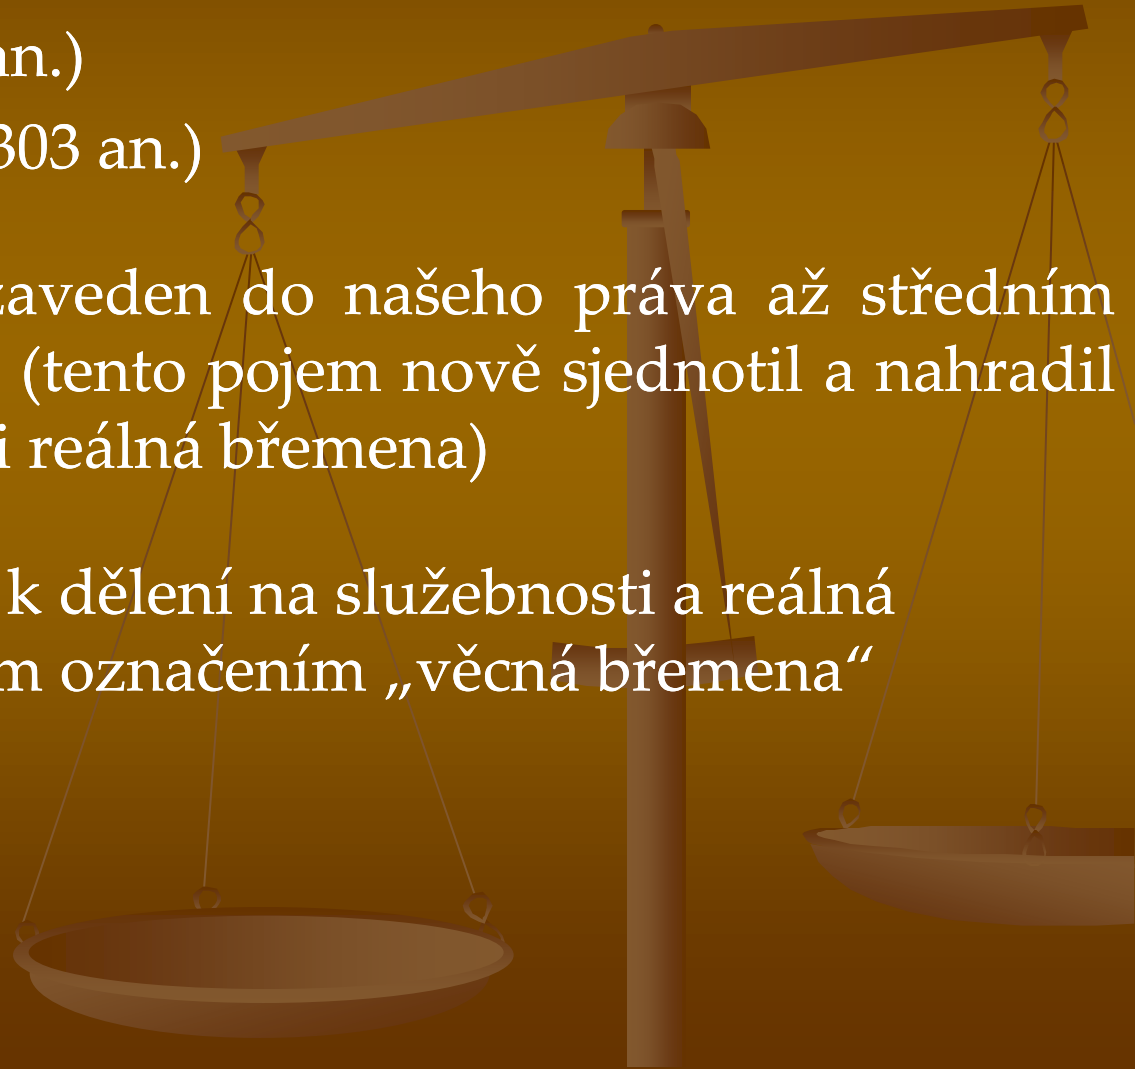 an.)
303 an.)
zaveden do našeho práva až středním
(tento pojem nově sjednotil a nahradil
i reálná břemena)
k dělení na služebnosti a reálná
m označením „věcná břemena“